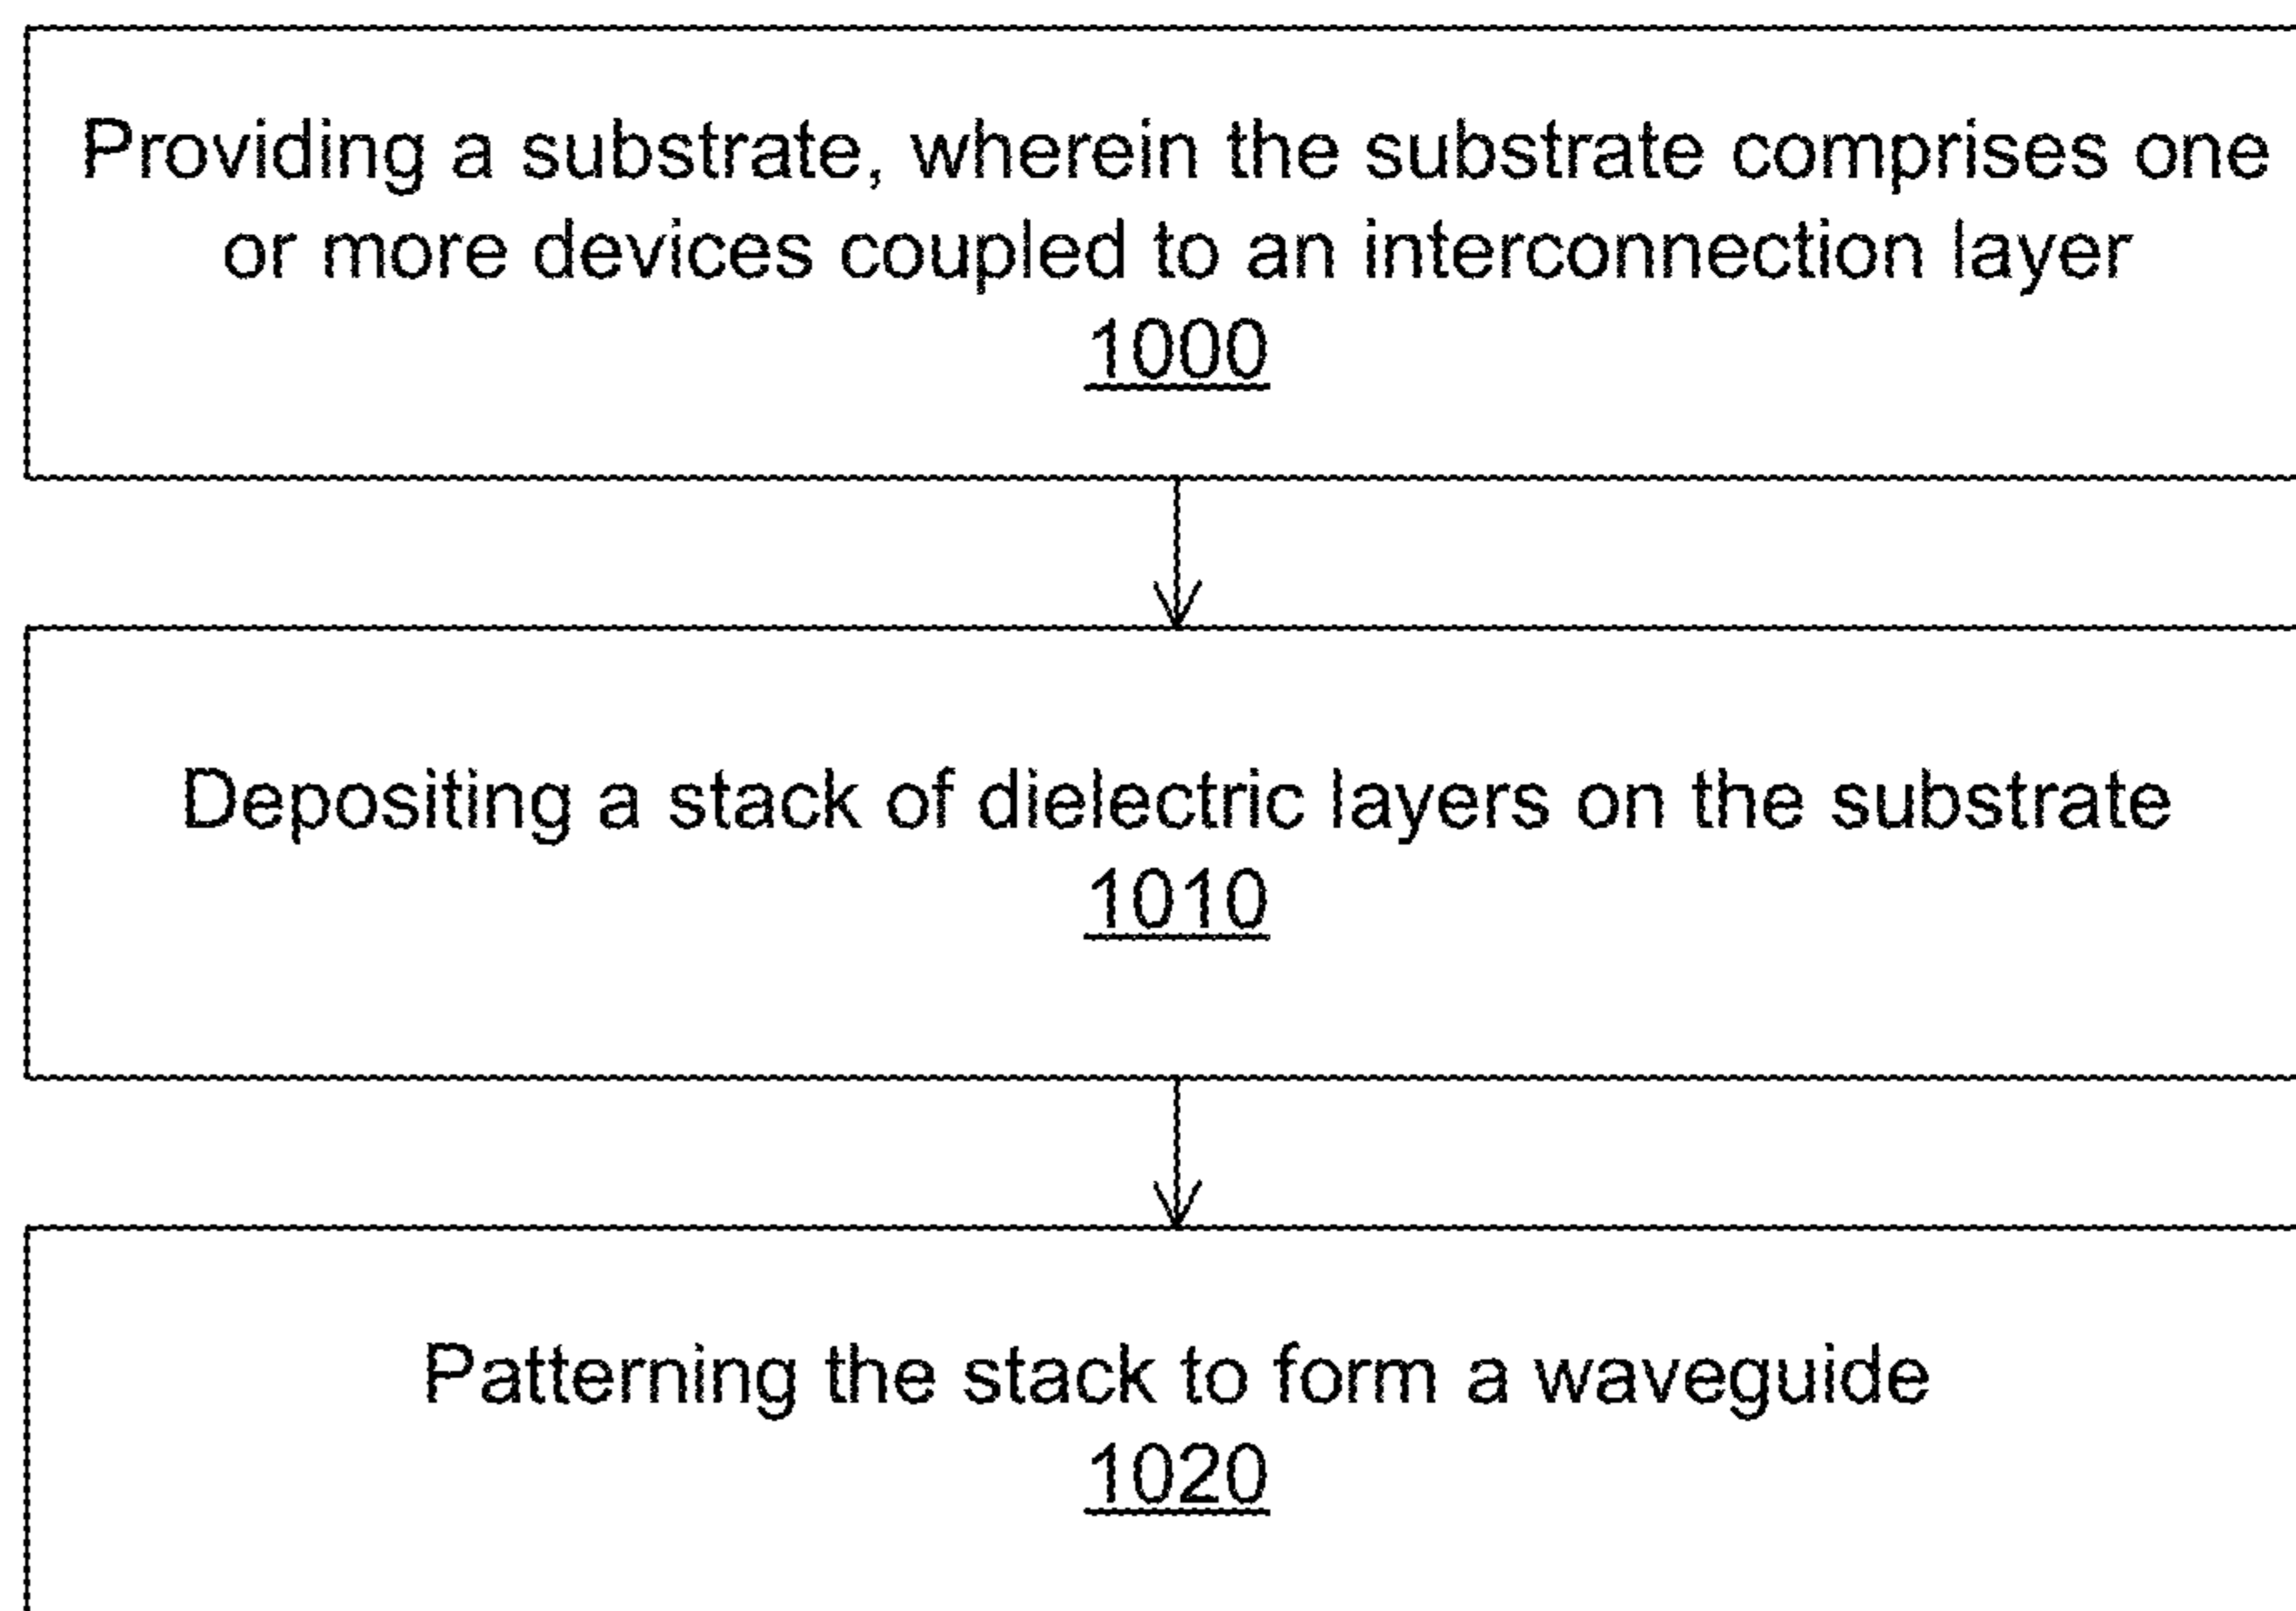 Providing a substrate, wherein the substrate comprises one
or more devices coupled to an interconnection layer
1000
Depositing a stack of dielectric layers on the substrate
1010
Patterning the stack to form a waveguide
1020